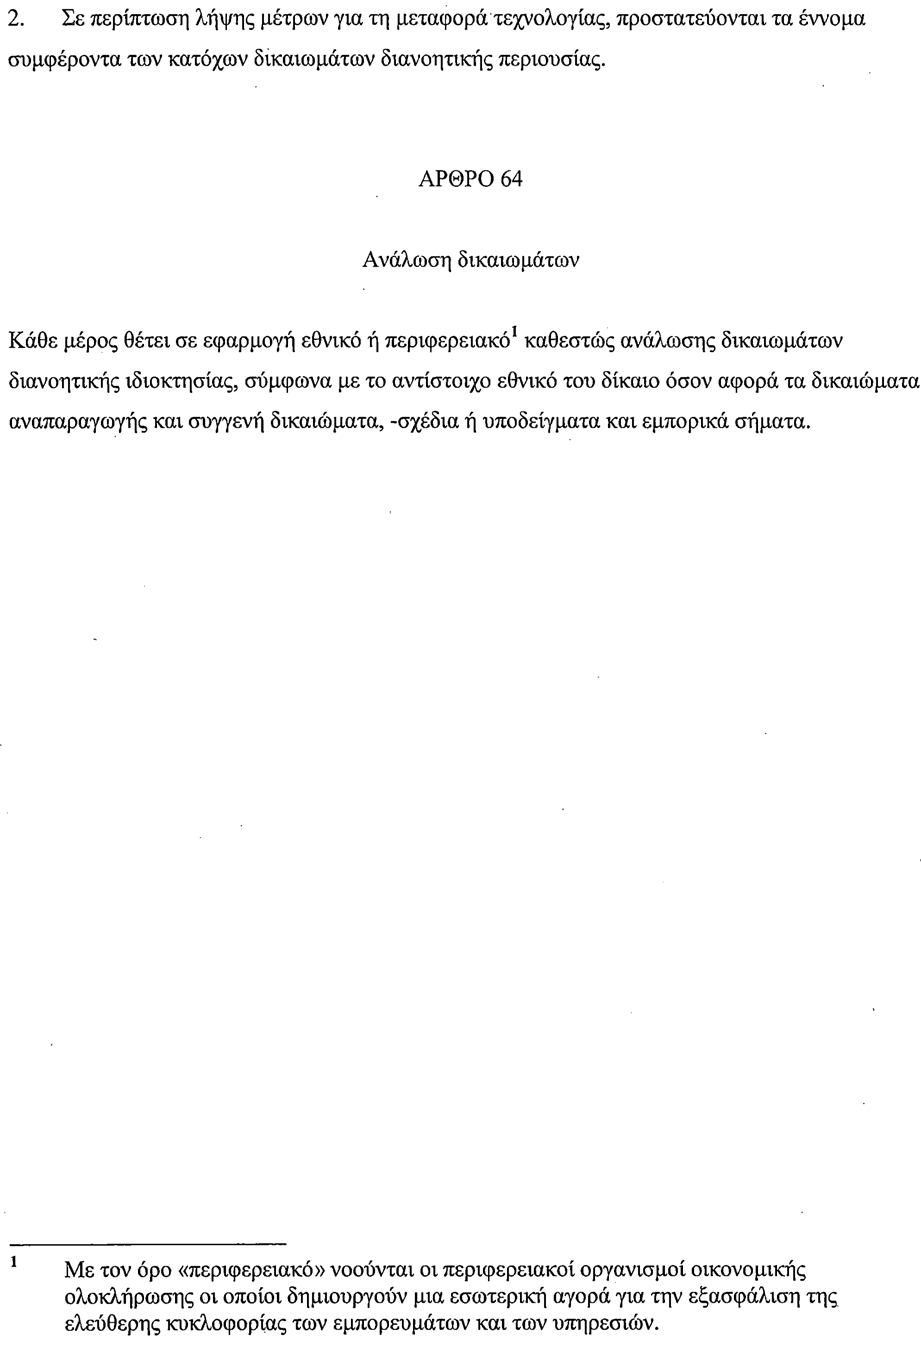 2. Σε περίπτωση λήψης μέτρων για τη μεταφορά τεχνολογίας, προστατεύονται τα έννομα
συμφέροντα των κατόχων δικαιωμάτων διανοητικής περιουσίας.
ΑΡΘΡΟ 64
Ανάλωση δικαιωμάτων
Κάθε μέρος θέτει σε εφαρμογή εθνικό ή περιφερειακό¹ καθεστώς ανάλωσης δικαιωμάτων
διανοητικής ιδιοκτησίας, σύμφωνα με το αντίστοιχο εθνικό του δίκαιο όσον αφορά τα δικαιώματα
αναπαραγωγής και συγγενή δικαιώματα, -σχέδια ή υποδείγματα και εμπορικά σήματα.
¹ Με τον όρο «περιφερειακό» νοούνται οι περιφερειακοί οργανισμοί οικονομικής
ολοκλήρωσης οι οποίοι δημιουργούν μια εσωτερική αγορά για την εξασφάλιση της
ελεύθερης κυκλοφορίας των εμπορευμάτων και των υπηρεσιών.